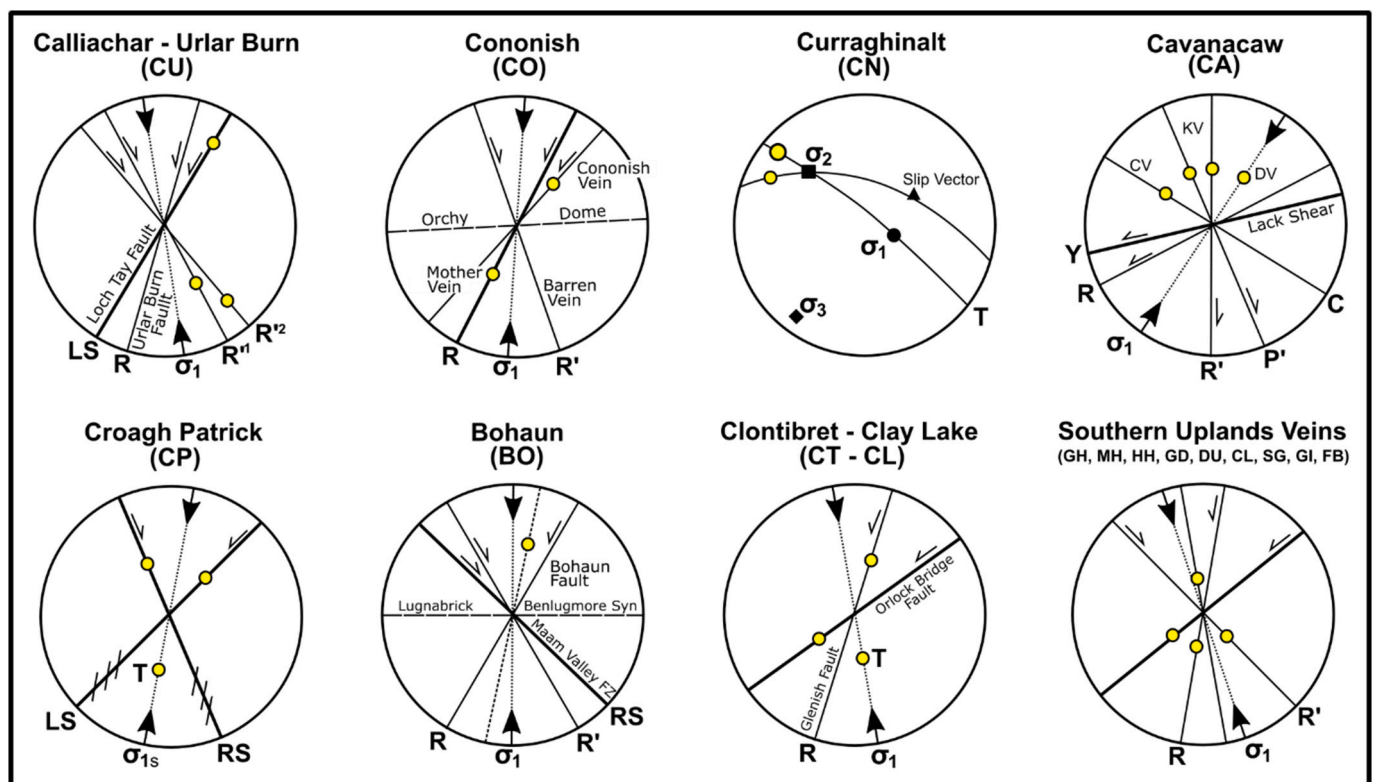 Calliachar - Urlar Burn
(CU)
Loch Tay Fault
Urlar Burn
Fault
LS
R
σ1
R'1
R'2
Cononish
(CO)
Cononish
Vein
Orchy
Dome
Mother
Vein
Barren
Vein
R
σ1
R'
Curraghinalt
(CN)
σ2
Slip Vector
σ1
σ3
T
Cavanacaw
(CA)
KV
CV
DV
Lack Shear
Y
R
C
σ1
R'
P'
Croagh Patrick
(CP)
T
LS
σ1s
RS
Bohaun
(BO)
Bohaun
Fault
Lugnabrick
Benlugmore Syn
Maam Valley FZ
RS
R
σ1
R'
Clontibret - Clay Lake
(CT - CL)
Orlock Bridge
Fault
T
Glenish Fault
R
σ1
Southern Uplands Veins
(GH, MH, HH, GD, DU, CL, SG, GI, FB)
R'
R
σ1